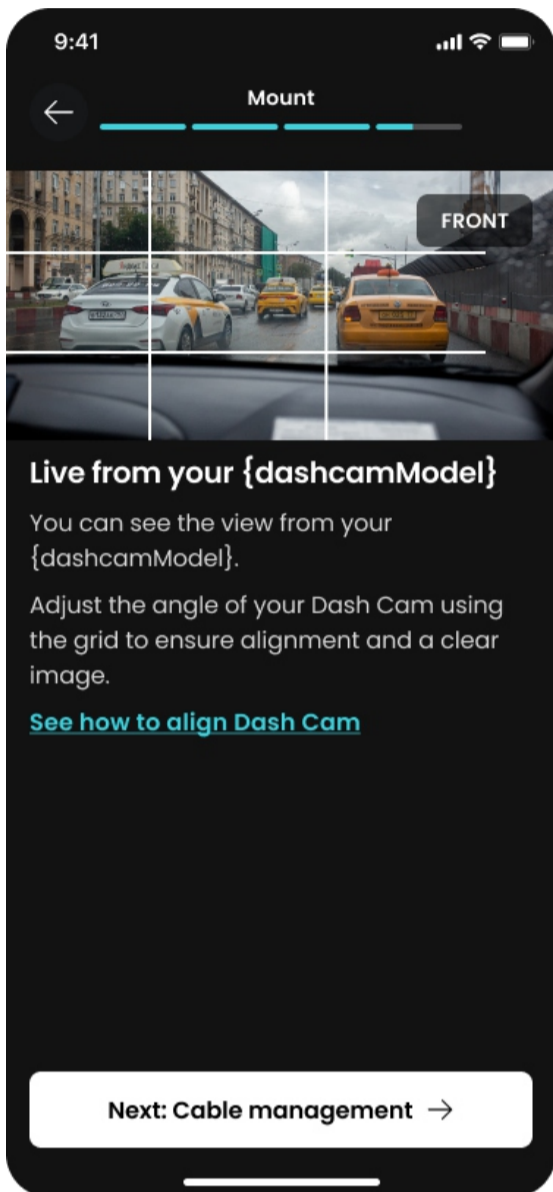 9:41
Mount
FRONT
Live from your {dashcamModel}
You can see the view from your
{dashcamModel}.
Adjust the angle of your Dash Cam using
the grid to ensure alignment and a clear
image.
See how to align Dash Cam
Next: Cable management